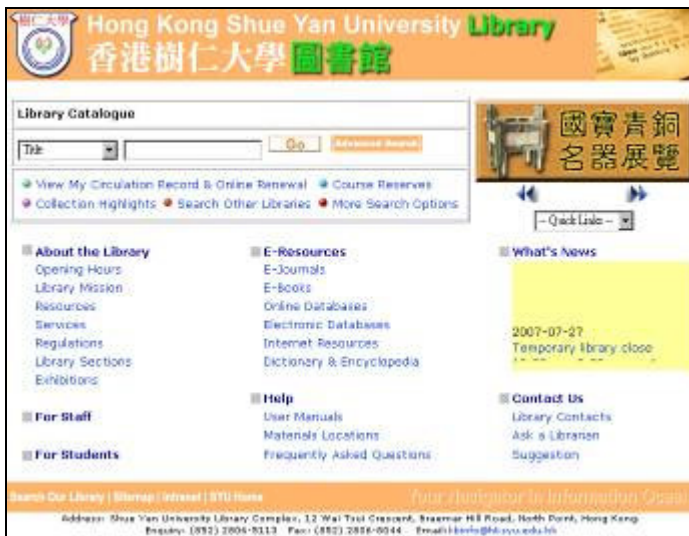 Hong Kong Shue Yan University Library
香港樹仁大學圖書館
Library Catalogue
Title
Go
Advanced Search
國寶青銅
名器展覽
View My Circulation Record & Online Renewal
Course Reserves
Collection Highlights
Search Other Libraries
More Search Options
-- Quick Links --
About the Library
Opening Hours
Library Mission
Resources
Services
Regulations
Library Sections
Exhibitions
For Staff
For Students
E-Resources
E-Journals
E-Books
Online Databases
Electronic Databases
Internet Resources
Dictionary & Encyclopedia
Help
User Manuals
Materials Locations
Frequently Asked Questions
What's News
2007-07-27
Temporary library close
Contact Us
Library Contacts
Ask a Librarian
Suggestion
Search Our Library | Sitemap | Intranet | SYU Home
Your Navigator in Information Ocean
Address: Shue Yan University Library Complex, 12 Wai Tsui Crescent, Braemar Hill Road, North Point, Hong Kong
Enquiry: (852) 2806-5113 Fax: (852) 2806-8044 Email: